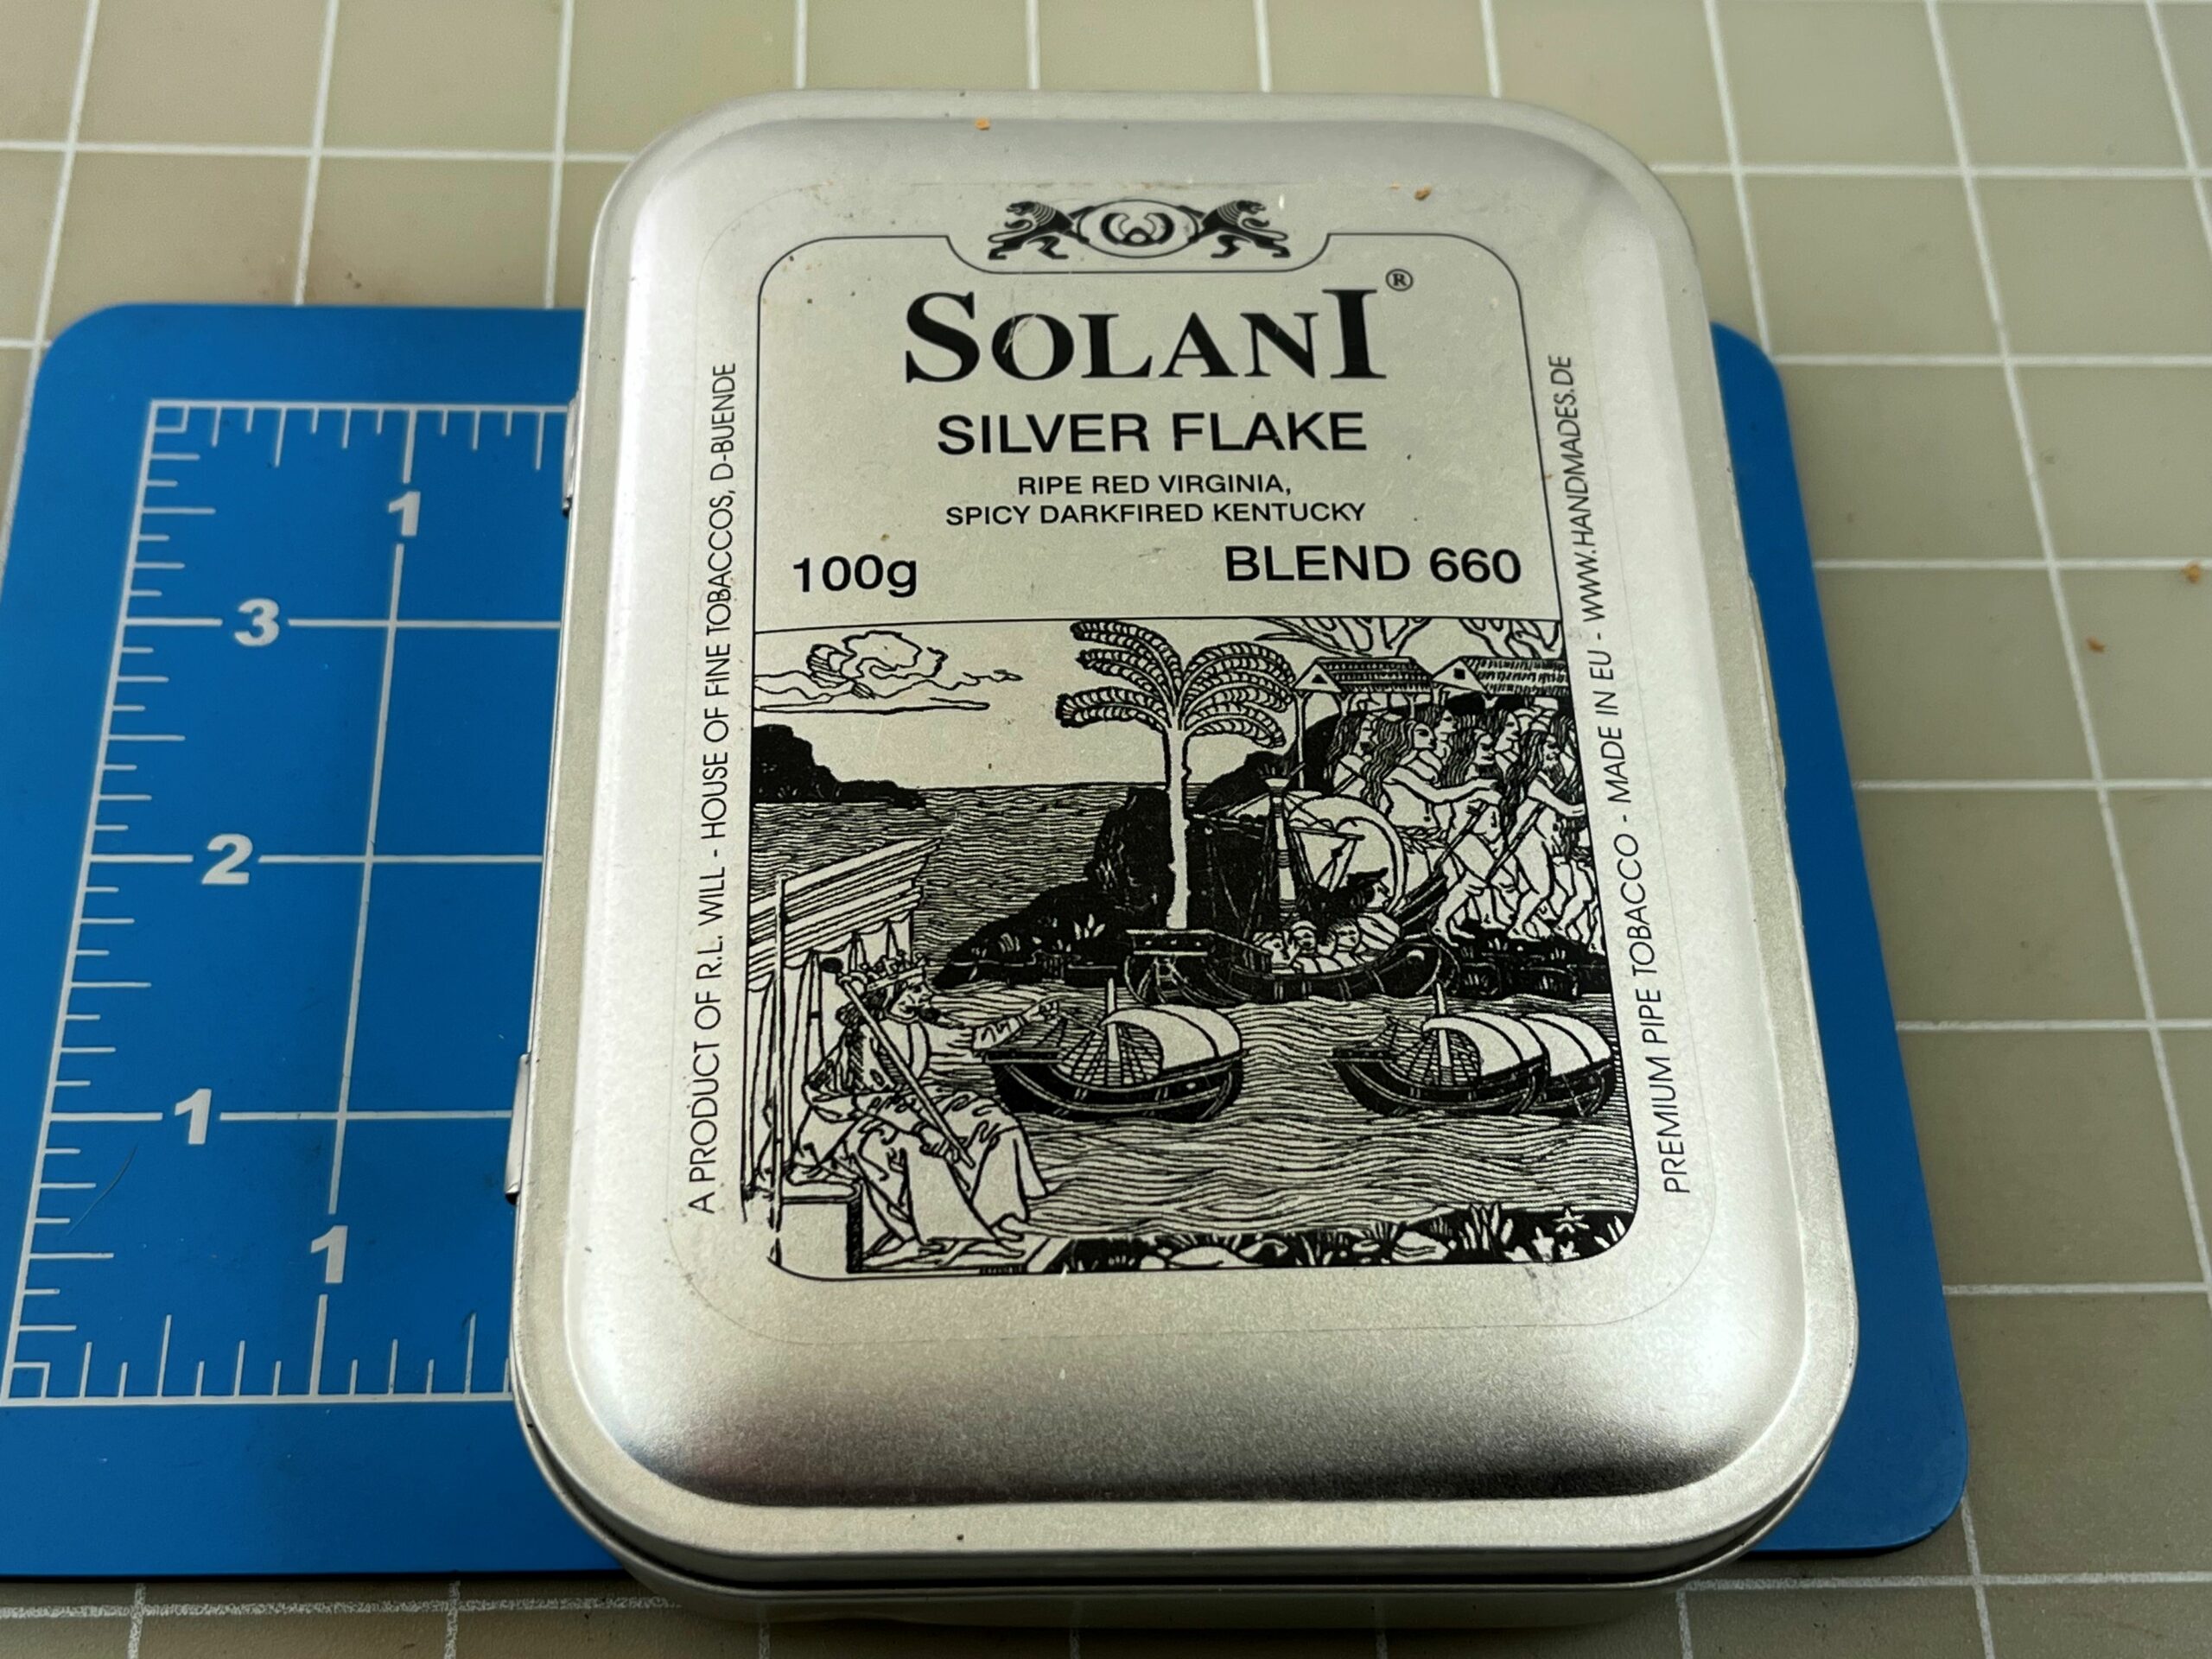 SOLANI®
SILVER FLAKE
RIPE RED VIRGINIA,
SPICY DARKFIRED KENTUCKY
100g
BLEND 660
A PRODUCT OF R.L. WILL - HOUSE OF FINE TOBACCOS, D-BUENDE
PREMIUM PIPE TOBACCO - MADE IN EU - WWW.HANDMADES.DE
1
3
2
1
1